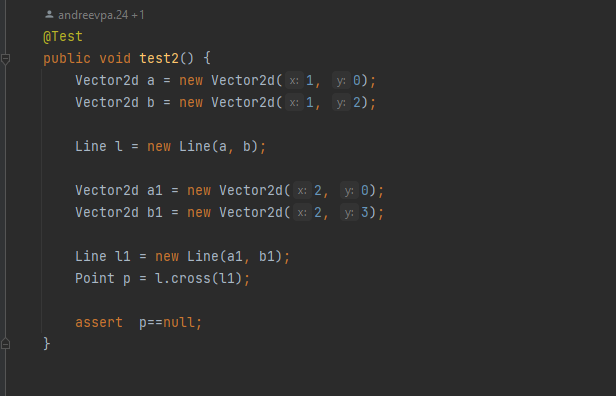 andreevpa.24 +1
@Test
public void test2() {
Vector2d a = new Vector2d( x: 1, y: 0);
Vector2d b = new Vector2d( x: 1, y: 2);
Line l = new Line(a, b);
Vector2d a1 = new Vector2d( x: 2, y: 0);
Vector2d b1 = new Vector2d( x: 2, y: 3);
Line l1 = new Line(a1, b1);
Point p = l.cross(l1);
assert  p==null;
}